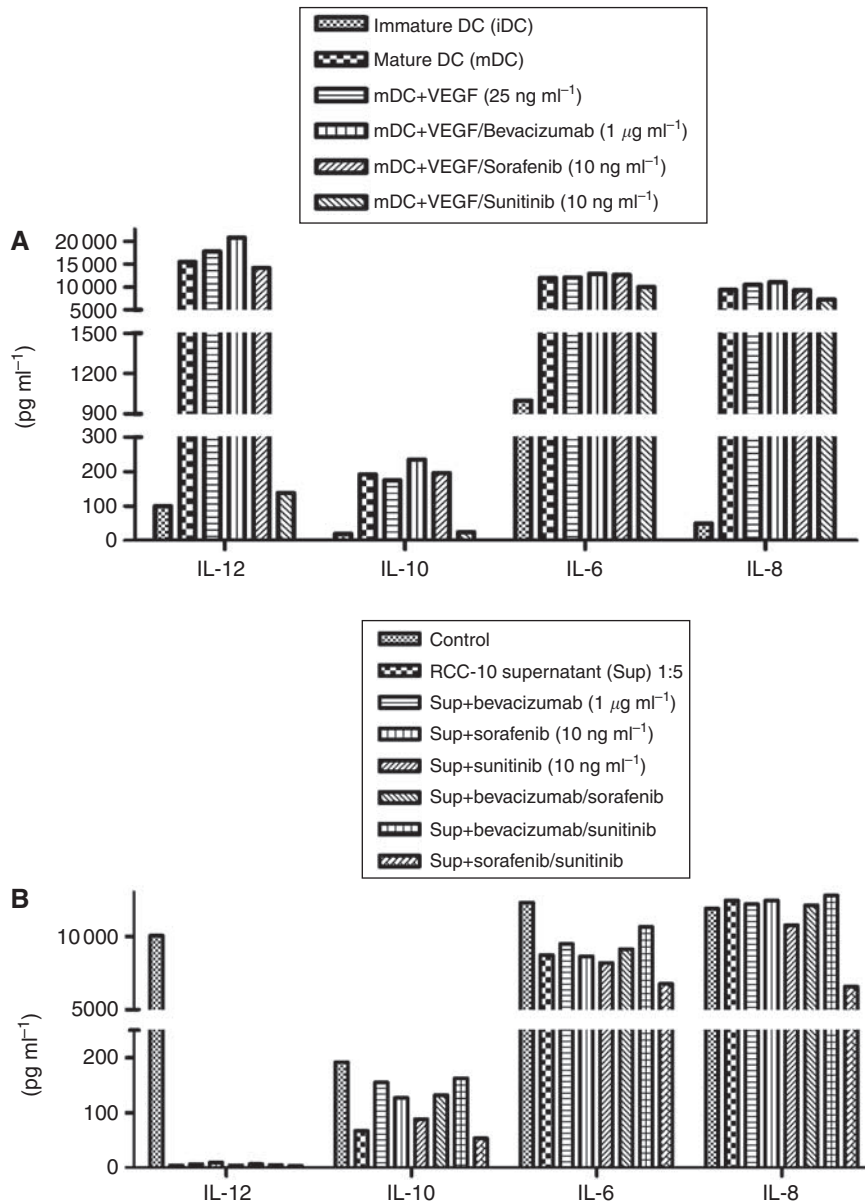 Immature DC (iDC)
Mature DC (mDC)
mDC+VEGF (25 ng ml⁻¹)
mDC+VEGF/Bevacizumab (1 μg ml⁻¹)
mDC+VEGF/Sorafenib (10 ng ml⁻¹)
mDC+VEGF/Sunitinib (10 ng ml⁻¹)
A
20 000
15 000
10 000
5000
1500
1200
900
300
200
100
0
(pg ml⁻¹)
IL-12 IL-10 IL-6 IL-8
Control
RCC-10 supernatant (Sup) 1:5
Sup+bevacizumab (1 μg ml⁻¹)
Sup+sorafenib (10 ng ml⁻¹)
Sup+sunitinib (10 ng ml⁻¹)
Sup+bevacizumab/sorafenib
Sup+bevacizumab/sunitinib
Sup+sorafenib/sunitinib
B
10 000
5000
200
100
0
(pg ml⁻¹)
IL-12 IL-10 IL-6 IL-8